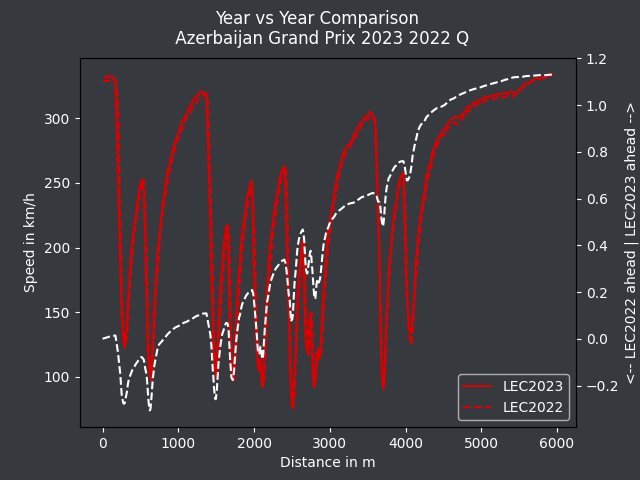 Year vs Year Comparison
Azerbaijan Grand Prix 2023 2022 Q
Speed in km/h
300
250
200
150
100
0
1000
2000
3000
4000
5000
6000
Distance in m
1.2
1.0
0.8
0.6
0.4
0.2
0.0
−0.2
<-- LEC2022 ahead | LEC2023 ahead -->
LEC2023
LEC2022